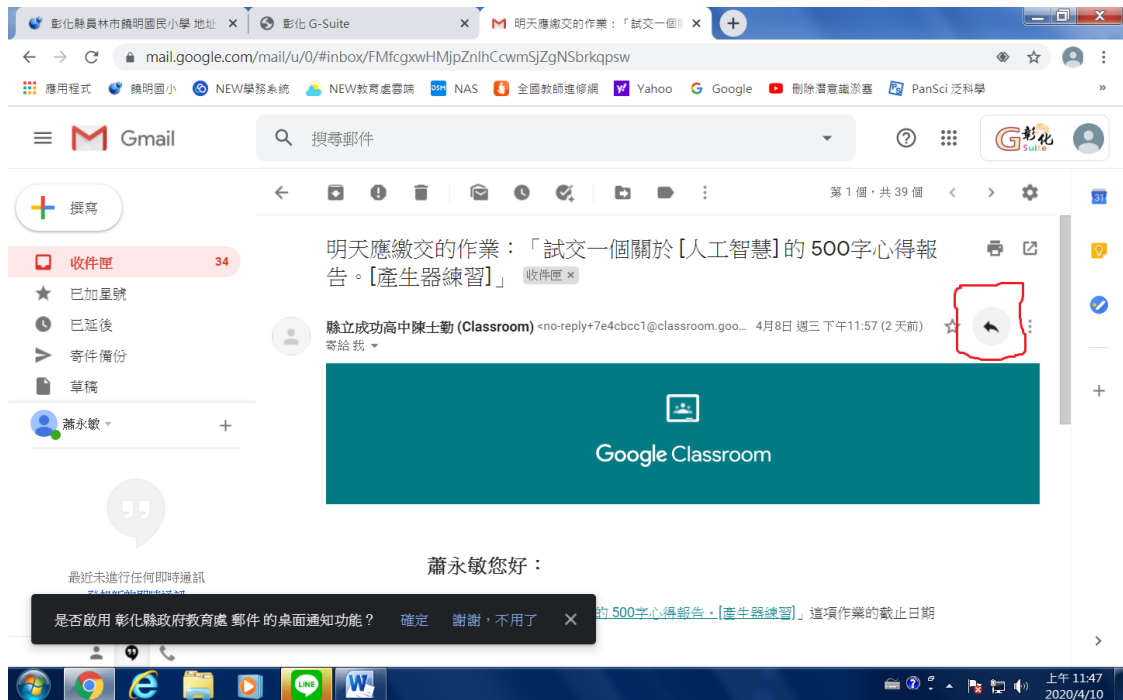 彰化縣員林市饒明國民小學 地址
彰化 G-Suite
明天應繳交的作業：「試交一個關
mail.google.com/mail/u/0/#inbox/FMfcgxwHMjpZnlhCcwmSjZgNSbrkqpsw
應用程式
饒明國小
NEW學務系統
NEW教育處雲端
DSM
NAS
全國教師進修網
Yahoo
Google
刪除潛意識淤塞
PanSci 泛科學
»
Gmail
搜尋郵件
G彰化
Suite
撰寫
第 1 個，共 39 個
31
收件匣 34
已加星號
已延後
寄件備份
草稿
蕭永敏
明天應繳交的作業：「試交一個關於 [人工智慧] 的 500字心得報
告。[產生器練習]」 收件匣 ×
縣立成功高中陳士勤 (Classroom) <no-reply+7e4cbcc1@classroom.goo... 4月8日 週三 下午11:57 (2 天前)
寄給 我
Google Classroom
蕭永敏您好：
最近未進行任何即時通訊
的 500字心得報告。[產生器練習]」這項作業的截止日期
是否啟用 彰化縣政府教育處 郵件 的桌面通知功能？ 確定 謝謝，不用了
LINE
W
上午 11:47
2020/4/10